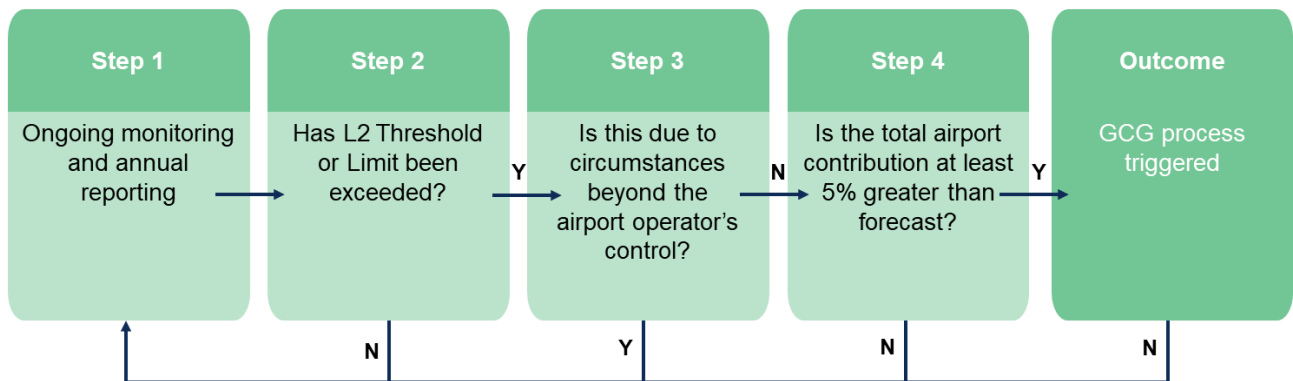 Step 1
Ongoing monitoring
and annual
reporting
Step 2
Has L2 Threshold
or Limit been
exceeded?
Y
Step 3
Is this due to
circumstances
beyond the
airport operator’s
control?
N
Step 4
Is the total airport
contribution at least
5% greater than
forecast?
Y
Outcome
GCG process
triggered
N
Y
N
N